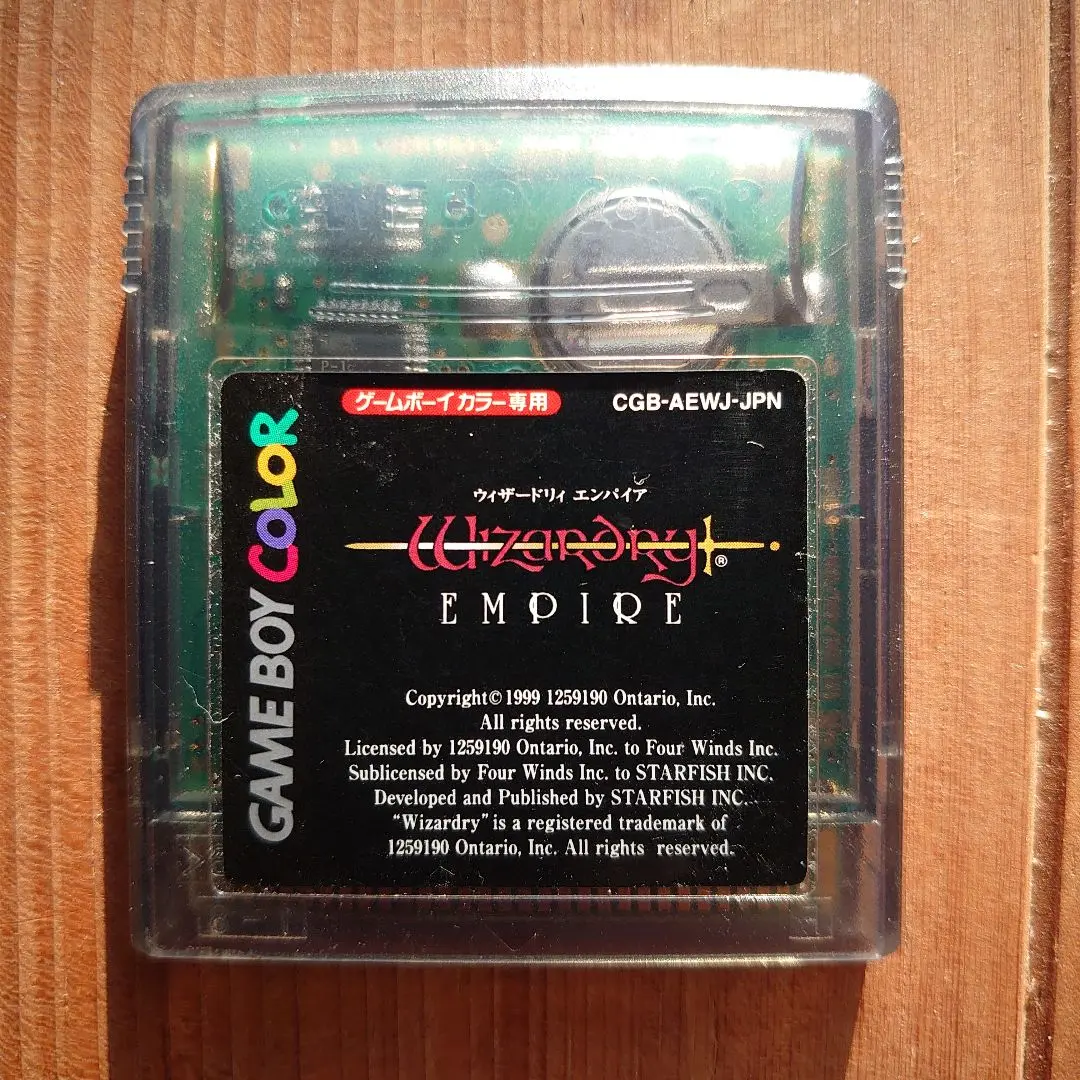 GAME BOY COLOR
ゲームボーイカラー専用
CGB-AEWJ-JPN
ウィザードリィ エンパイア
Wizardry®
EMPIRE
Copyright© 1999 1259190 Ontario, Inc.
All rights reserved.
Licensed by 1259190 Ontario, Inc. to Four Winds Inc.
Sublicensed by Four Winds Inc. to STARFISH INC.
Developed and Published by STARFISH INC.
“Wizardry” is a registered trademark of
1259190 Ontario, Inc. All rights reserved.